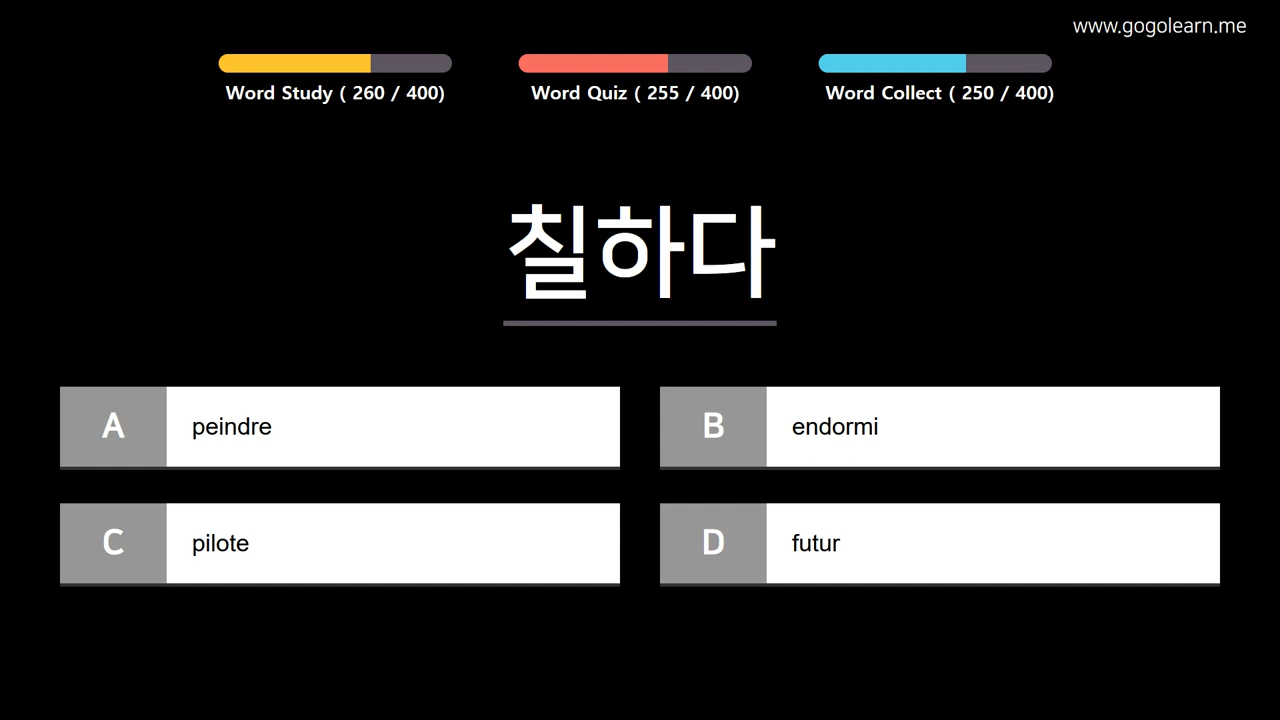 www.gogolearn.me
Word Study ( 260 / 400)
Word Quiz ( 255 / 400)
Word Collect ( 250 / 400)
칠하다
A peindre
B endormi
C pilote
D futur